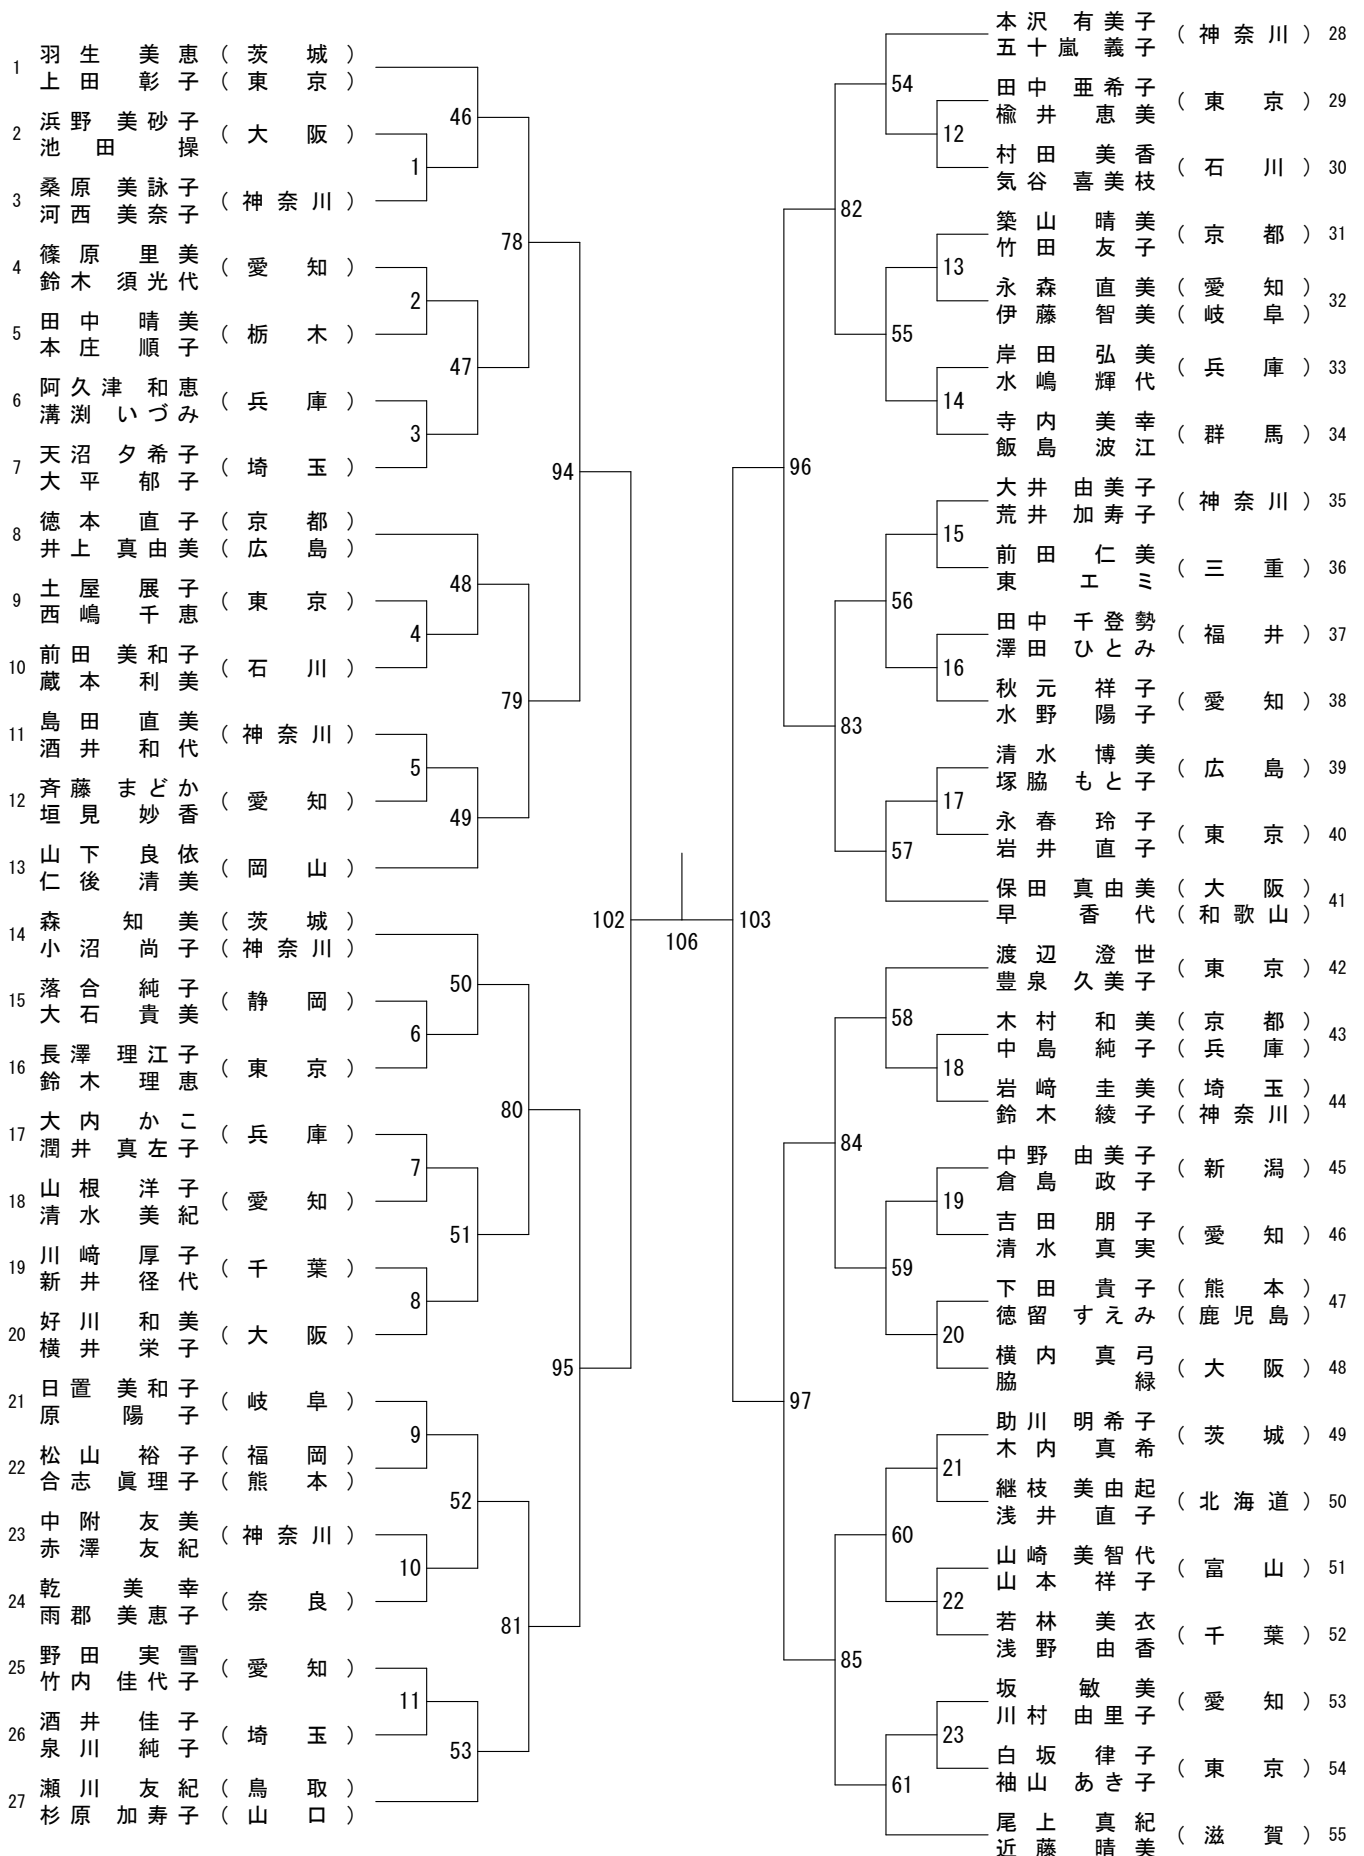 1 羽生 美恵 (茨城)
上田 彰子 (東京)
2 浜野 美砂子 (大阪)
池田 操
3 桑原 美詠子 (神奈川)
河西 美奈子
4 篠原 里美 (愛知)
鈴木 須光代
5 田中 晴美 (栃木)
本庄 順子
6 阿久津 和恵 (兵庫)
溝渕 いづみ
7 天沼 夕希子 (埼玉)
大平 郁子
8 徳本 直子 (京都)
井上 真由美 (広島)
9 土屋 展子 (東京)
西嶋 千恵
10 前田 美和子 (石川)
蔵本 利美
11 島田 直美 (神奈川)
酒井 和代
12 斉藤 まどか (愛知)
垣見 妙香
13 山下 良依 (岡山)
仁後 清美
14 森 知美 (茨城)
小沼 尚子 (神奈川)
15 落合 純子 (静岡)
大石 貴美
16 長澤 理江子 (東京)
鈴木 理恵
17 大内 かこ (兵庫)
潤井 真左子
18 山根 洋子 (愛知)
清水 美紀
19 川﨑 厚子 (千葉)
新井 径代
20 好川 和美 (大阪)
横井 栄子
21 日置 美和子 (岐阜)
原 陽子
22 松山 裕子 (福岡)
合志 眞理子 (熊本)
23 中附 友美 (神奈川)
赤澤 友紀
24 乾 美幸 (奈良)
雨郡 美恵子
25 野田 実雪 (愛知)
竹内 佳代子
26 酒井 佳子 (埼玉)
泉川 純子
27 瀬川 友紀 (鳥取)
杉原 加寿子 (山口)
46
1
78
2
47
3
94
48
4
79
5
49
102
50
6
80
7
51
8
95
9
52
10
81
11
53
106
103
54
12
82
13
55
14
96
15
56
16
83
17
57
58
18
84
19
59
20
97
21
60
22
85
23
61
本沢 有美子 (神奈川) 28
五十嵐 義子
田中 亜希子 (東京) 29
楡井 恵美
村田 美香 (石川) 30
気谷 喜美枝
築山 晴美 (京都) 31
竹田 友子
永森 直美 (愛知) 32
伊藤 智美 (岐阜)
岸田 弘美 (兵庫) 33
水嶋 輝代
寺内 美幸 (群馬) 34
飯島 波江
大井 由美子 (神奈川) 35
荒井 加寿子
前田 仁美 (三重) 36
東 エミ
田中 千登勢 (福井) 37
澤田 ひとみ
秋元 祥子 (愛知) 38
水野 陽子
清水 博美 (広島) 39
塚脇 もと子
永春 玲子 (東京) 40
岩井 直子
保田 真由美 (大阪) 41
早 香代 (和歌山)
渡辺 澄世 (東京) 42
豊泉 久美子
木村 和美 (京都) 43
中島 純子 (兵庫)
岩﨑 圭美 (埼玉) 44
鈴木 綾子 (神奈川)
中野 由美子 (新潟) 45
倉島 政子
吉田 朋子 (愛知) 46
清水 真実
下田 貴子 (熊本) 47
徳留 すえみ (鹿児島)
横内 真弓 (大阪) 48
脇 緑
助川 明希子 (茨城) 49
木内 真希
継枝 美由起 (北海道) 50
浅井 直子
山崎 美智代 (富山) 51
山本 祥子
若林 美衣 (千葉) 52
浅野 由香
坂 敏美 (愛知) 53
川村 由里子
白坂 律子 (東京) 54
袖山 あき子
尾上 真紀 (滋賀) 55
近藤 晴美